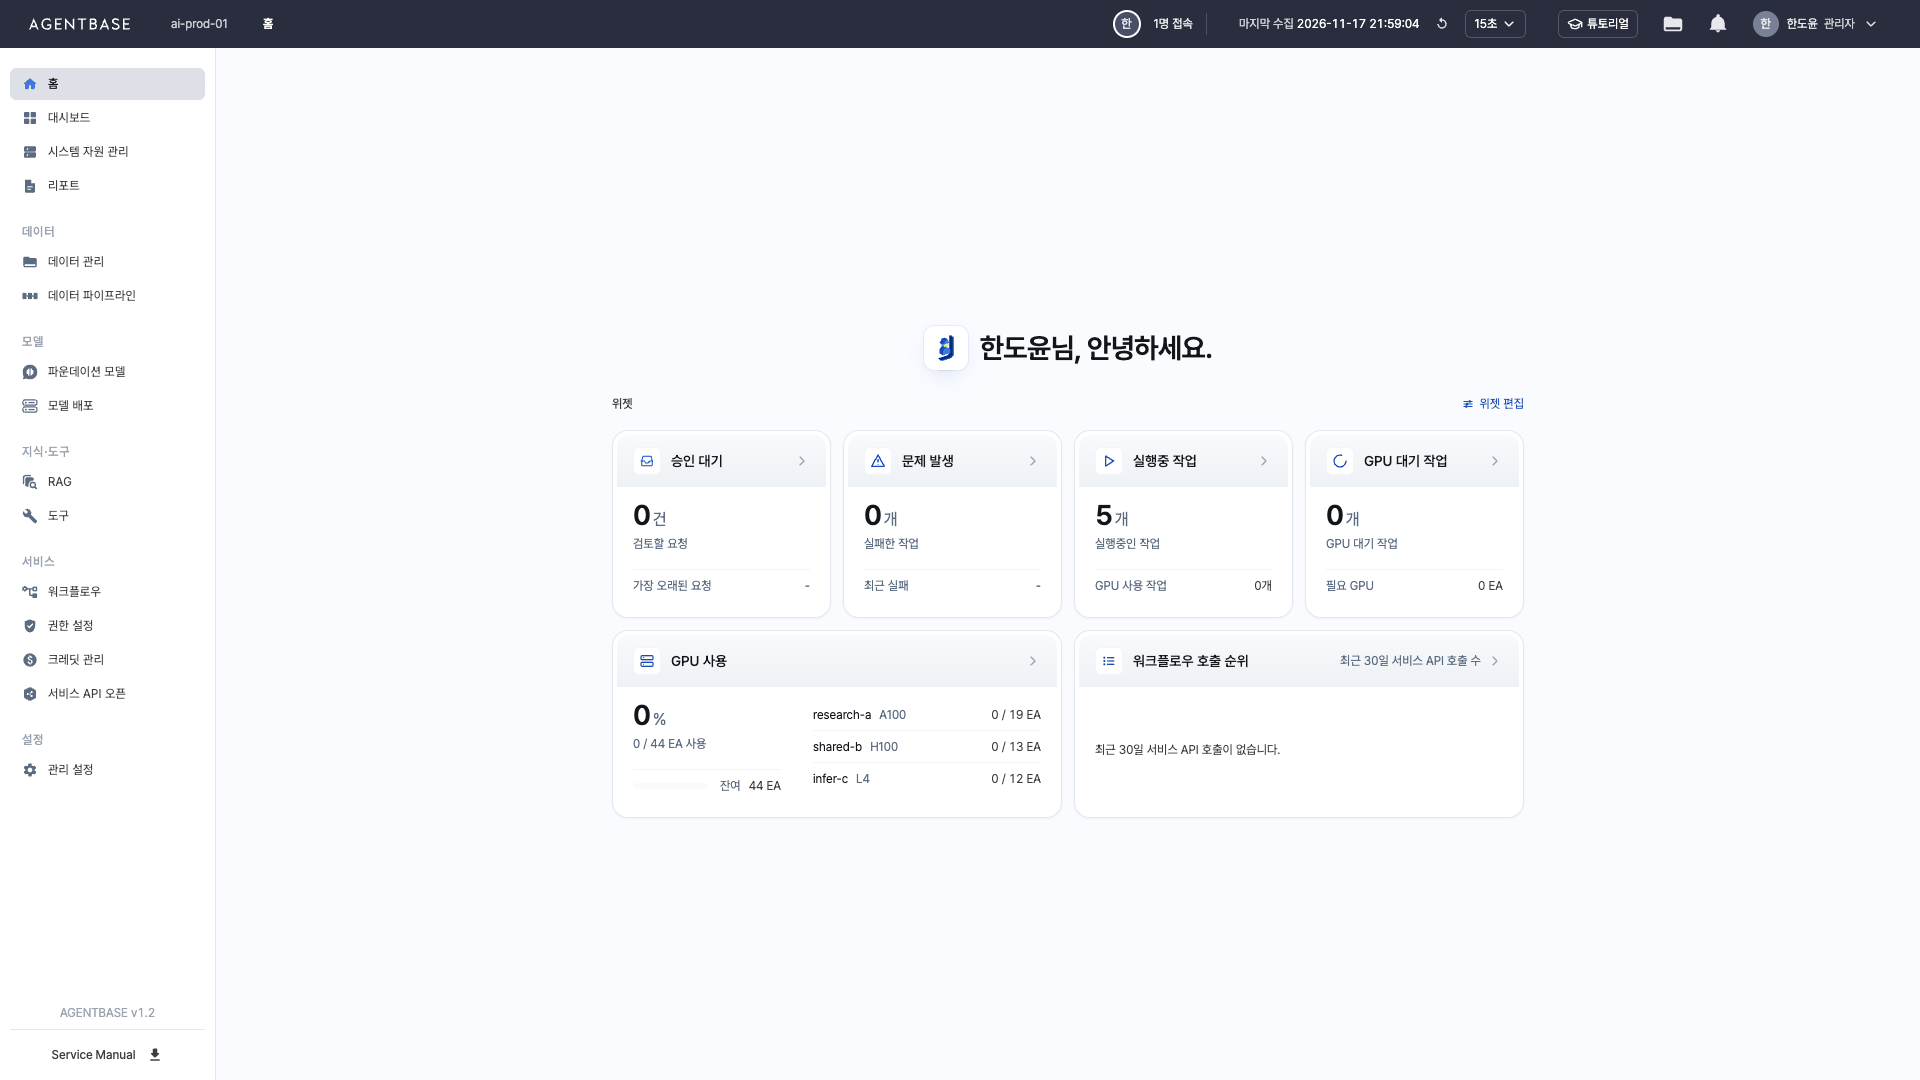 AGENTBASE ai-prod-01 홈 한 1명 접속 마지막 수집 2026-11-17 21:59:04 15초 튜토리얼 한 한도윤 관리자
홈
대시보드
시스템 자원 관리
리포트
데이터
데이터 관리
데이터 파이프라인
모델
파운데이션 모델
모델 배포
지식·도구
RAG
도구
서비스
워크플로우
권한 설정
크레딧 관리
서비스 API 오픈
설정
관리 설정
AGENTBASE v1.2
Service Manual
한도윤님, 안녕하세요.
위젯 위젯 편집
승인 대기
0건
검토할 요청
가장 오래된 요청 -
문제 발생
0개
실패한 작업
최근 실패 -
실행중 작업
5개
실행중인 작업
GPU 사용 작업 0개
GPU 대기 작업
0개
GPU 대기 작업
필요 GPU 0 EA
GPU 사용
0%
0 / 44 EA 사용
잔여 44 EA
research-a A100 0 / 19 EA
shared-b H100 0 / 13 EA
infer-c L4 0 / 12 EA
워크플로우 호출 순위 최근 30일 서비스 API 호출 수
최근 30일 서비스 API 호출이 없습니다.